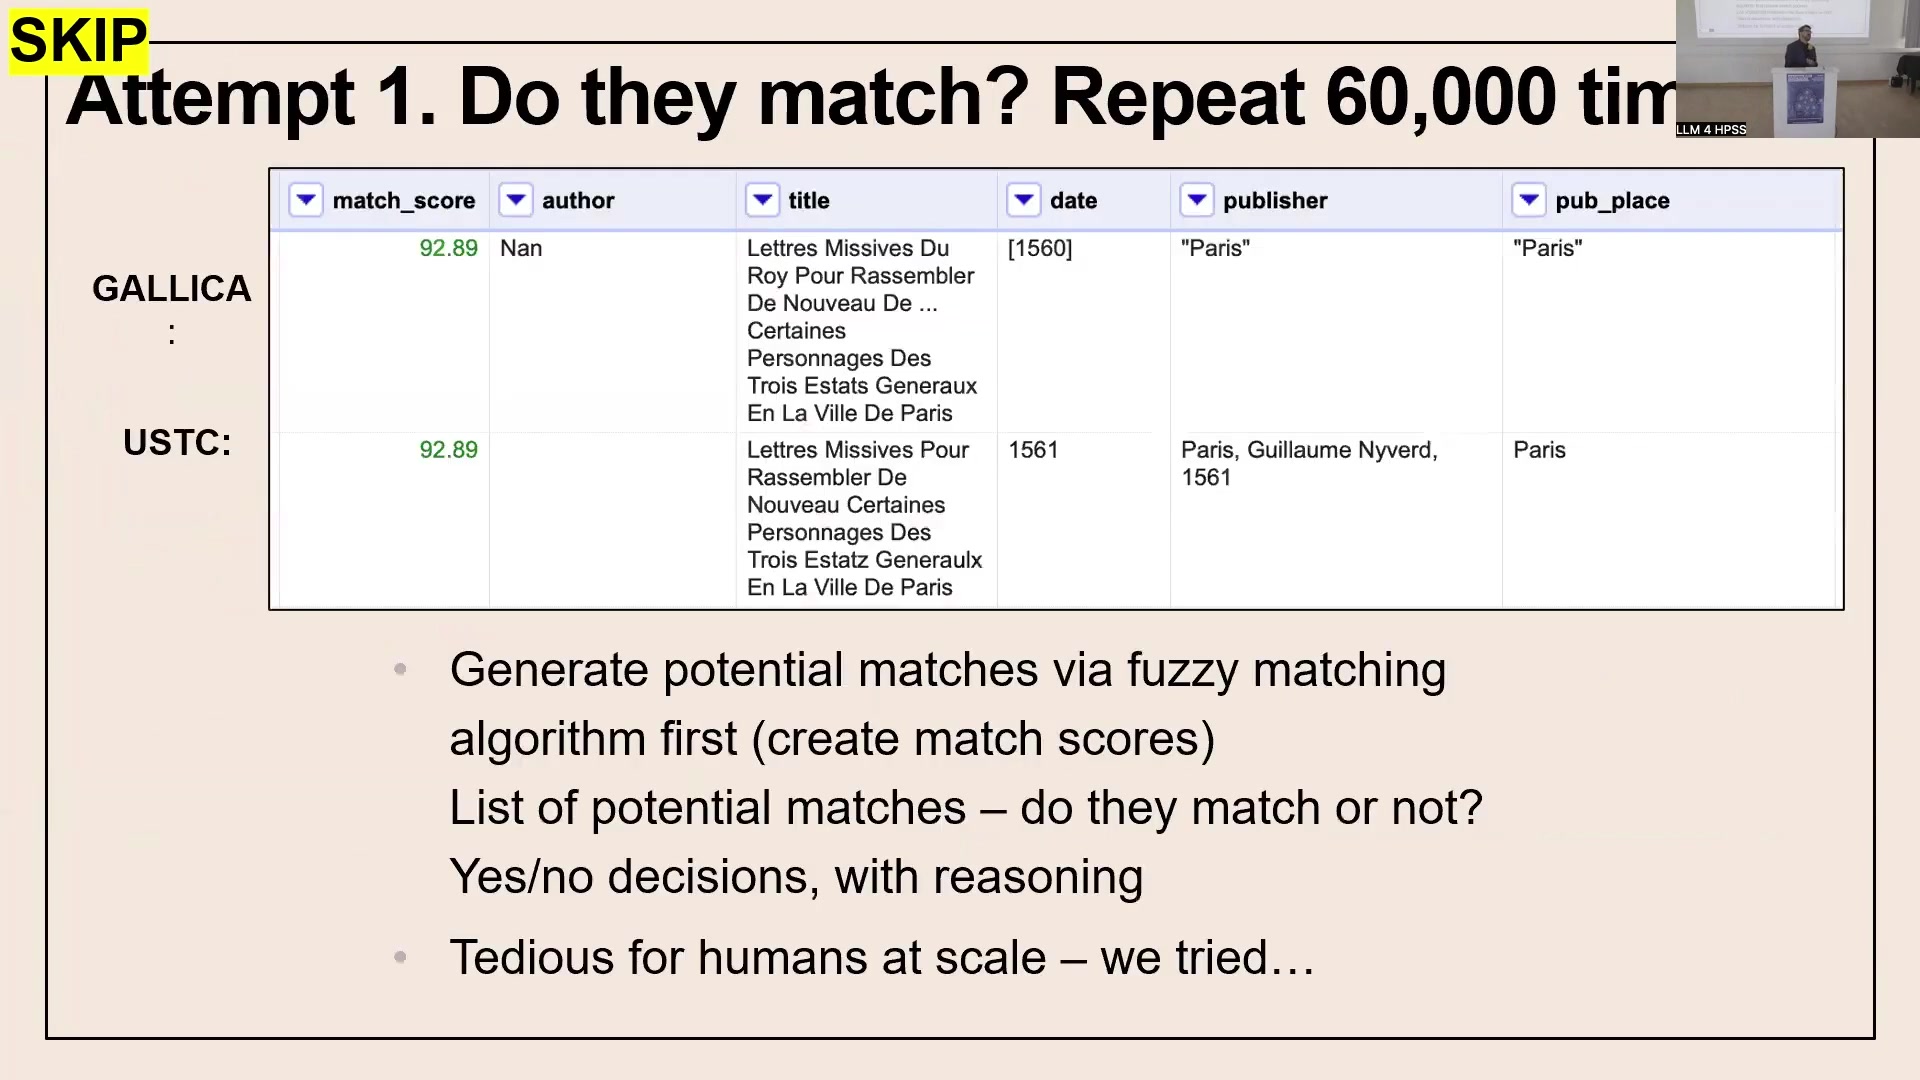 SKIP
Attempt 1. Do they match? Repeat 60,000 tim
LLM 4 HPSS
match_score author title date publisher pub_place
GALLICA
:
92.89 Nan Lettres Missives Du [1560] "Paris" "Paris"
Roy Pour Rassembler
De Nouveau De ...
Certaines
Personnages Des
Trois Estats Generaux
En La Ville De Paris
USTC:
92.89 Lettres Missives Pour 1561 Paris, Guillaume Nyverd, Paris
Rassembler De 1561
Nouveau Certaines
Personnages Des
Trois Estatz Generaulx
En La Ville De Paris
• Generate potential matches via fuzzy matching
algorithm first (create match scores)
List of potential matches – do they match or not?
Yes/no decisions, with reasoning
• Tedious for humans at scale – we tried…